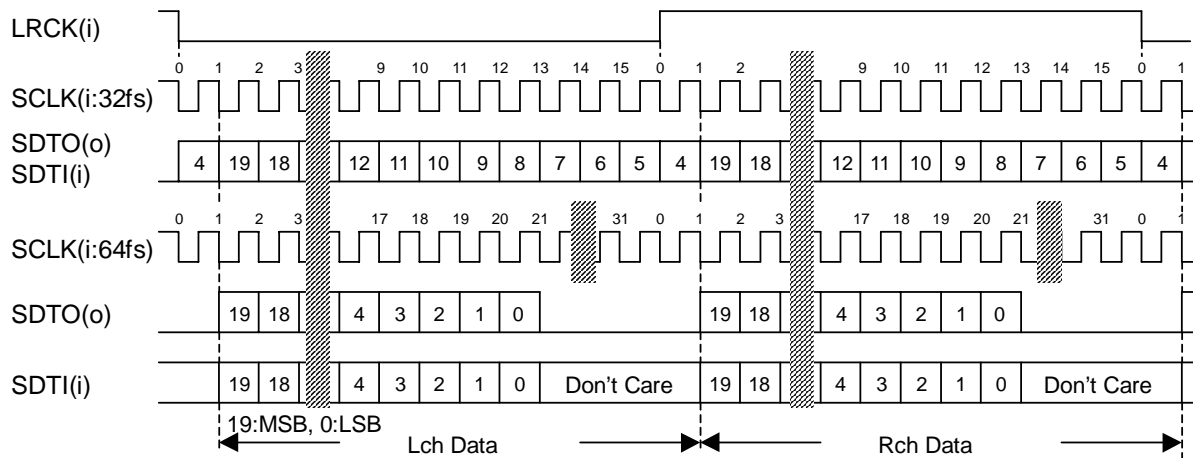 LRCK(i)
0 1 2 3 9 10 11 12 13 14 15 0 1 2 9 10 11 12 13 14 15 0 1
SCLK(i:32fs)
SDTO(o)
SDTI(i)
4 19 18 12 11 10 9 8 7 6 5 4 19 18 12 11 10 9 8 7 6 5 4
0 1 2 3 17 18 19 20 21 31 0 1 2 3 17 18 19 20 21 31 0 1
SCLK(i:64fs)
SDTO(o) 19 18 4 3 2 1 0 19 18 4 3 2 1 0
SDTI(i) 19 18 4 3 2 1 0 Don't Care 19 18 4 3 2 1 0 Don't Care
19:MSB, 0:LSB
Lch Data Rch Data